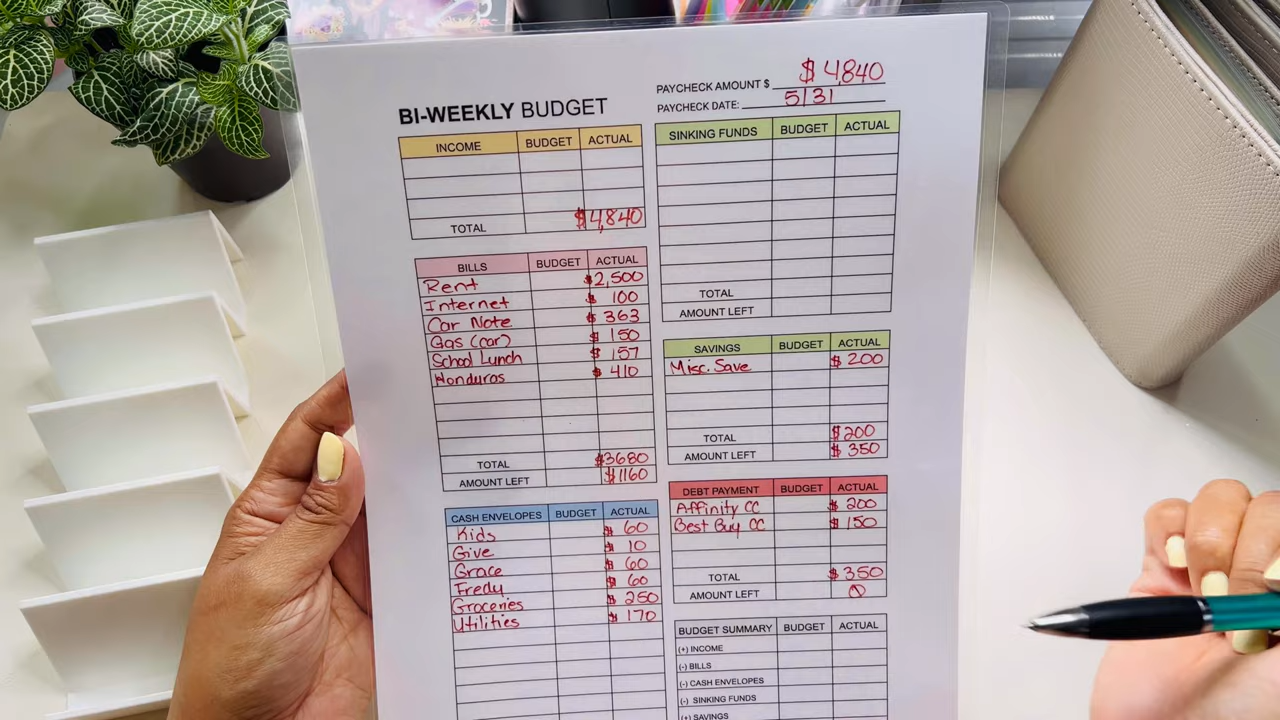 PAYCHECK AMOUNT $ $4,840
PAYCHECK DATE: 5/31
BI-WEEKLY BUDGET
INCOME BUDGET ACTUAL
TOTAL $4,840
BILLS BUDGET ACTUAL
Rent $2,500
Internet $ 100
Car Note $ 363
Gas (car) $ 150
School Lunch $ 157
Honduras $ 410
TOTAL $3680
AMOUNT LEFT $1160
CASH ENVELOPES BUDGET ACTUAL
Kids $ 60
Give $ 10
Grace $ 60
Fredy $ 60
Groceries $ 250
Utilities $ 170
SINKING FUNDS BUDGET ACTUAL
TOTAL
AMOUNT LEFT
SAVINGS BUDGET ACTUAL
Misc. Save $ 200
TOTAL $200
AMOUNT LEFT $ 350
DEBT PAYMENT BUDGET ACTUAL
Affinity CC $ 200
Best Buy CC $ 150
TOTAL $ 350
AMOUNT LEFT 0
BUDGET SUMMARY BUDGET ACTUAL
(+) INCOME
(-) BILLS
(-) CASH ENVELOPES
(-) SINKING FUNDS
(+) SAVINGS